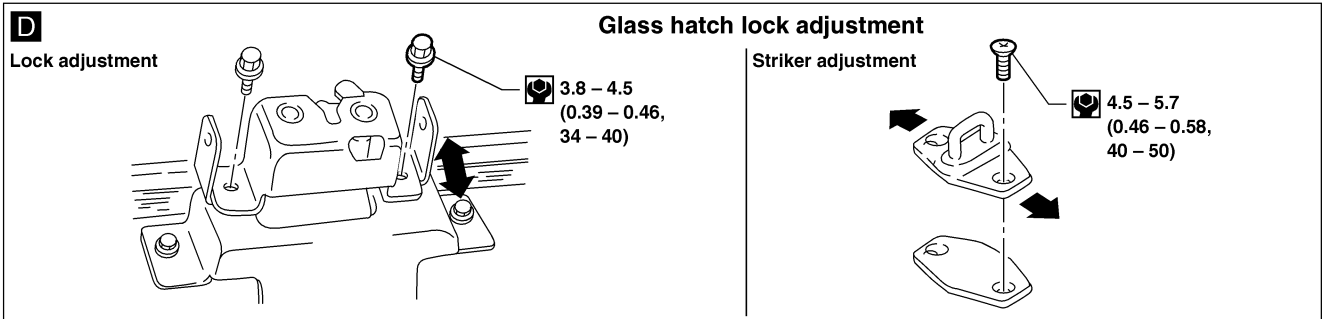 D
Glass hatch lock adjustment
Lock adjustment
3.8 – 4.5
(0.39 – 0.46,
34 – 40)
Striker adjustment
4.5 – 5.7
(0.46 – 0.58,
40 – 50)